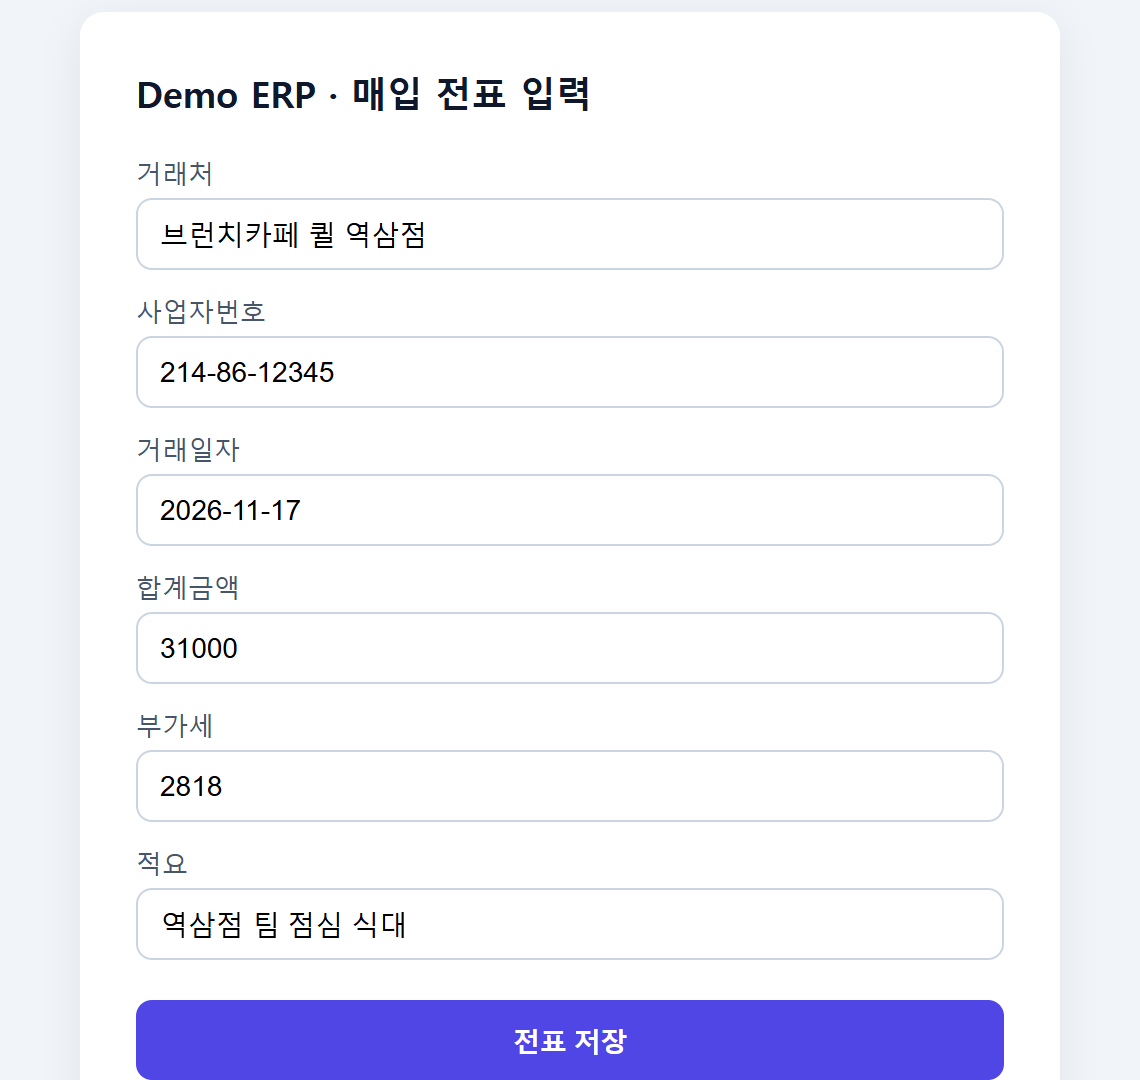 Demo ERP · 매입 전표 입력
거래처
브런치카페 퀼 역삼점
사업자번호
214-86-12345
거래일자
2026-11-17
합계금액
31000
부가세
2818
적요
역삼점 팀 점심 식대
전표 저장